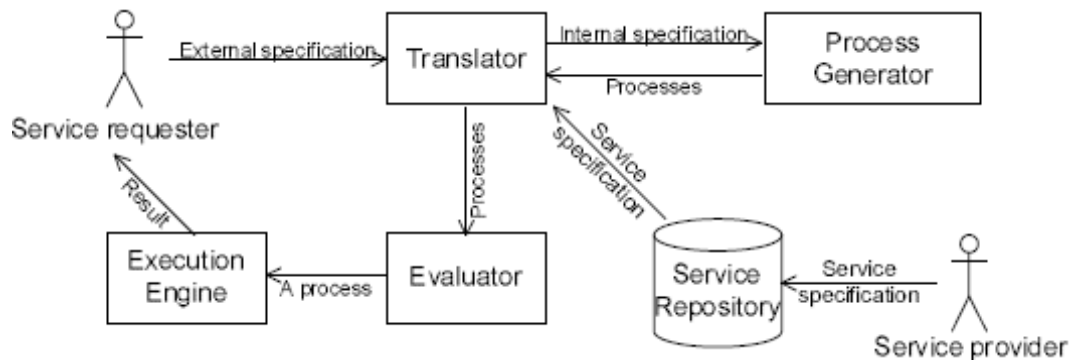 External specification
Translator
Internal specification
Process
Generator
Processes
Service requester
Service
specification
Processes
Result
Execution
Engine
A process
Evaluator
Service
Repository
Service
specification
Service provider